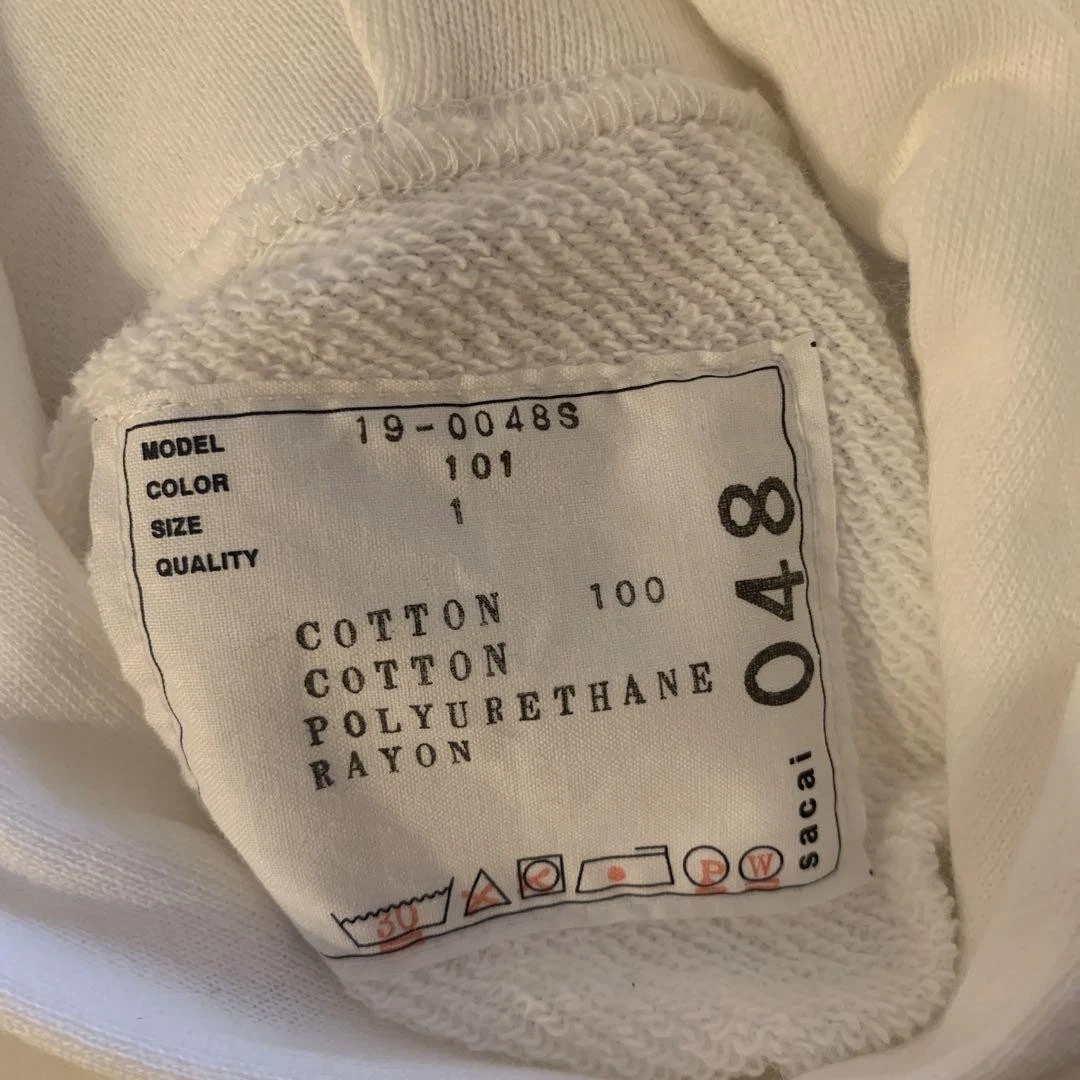 MODEL 19-0048S
COLOR 101
SIZE 1
QUALITY
COTTON 100
COTTON
POLYURETHANE
RAYON
30 P W
sacai 048